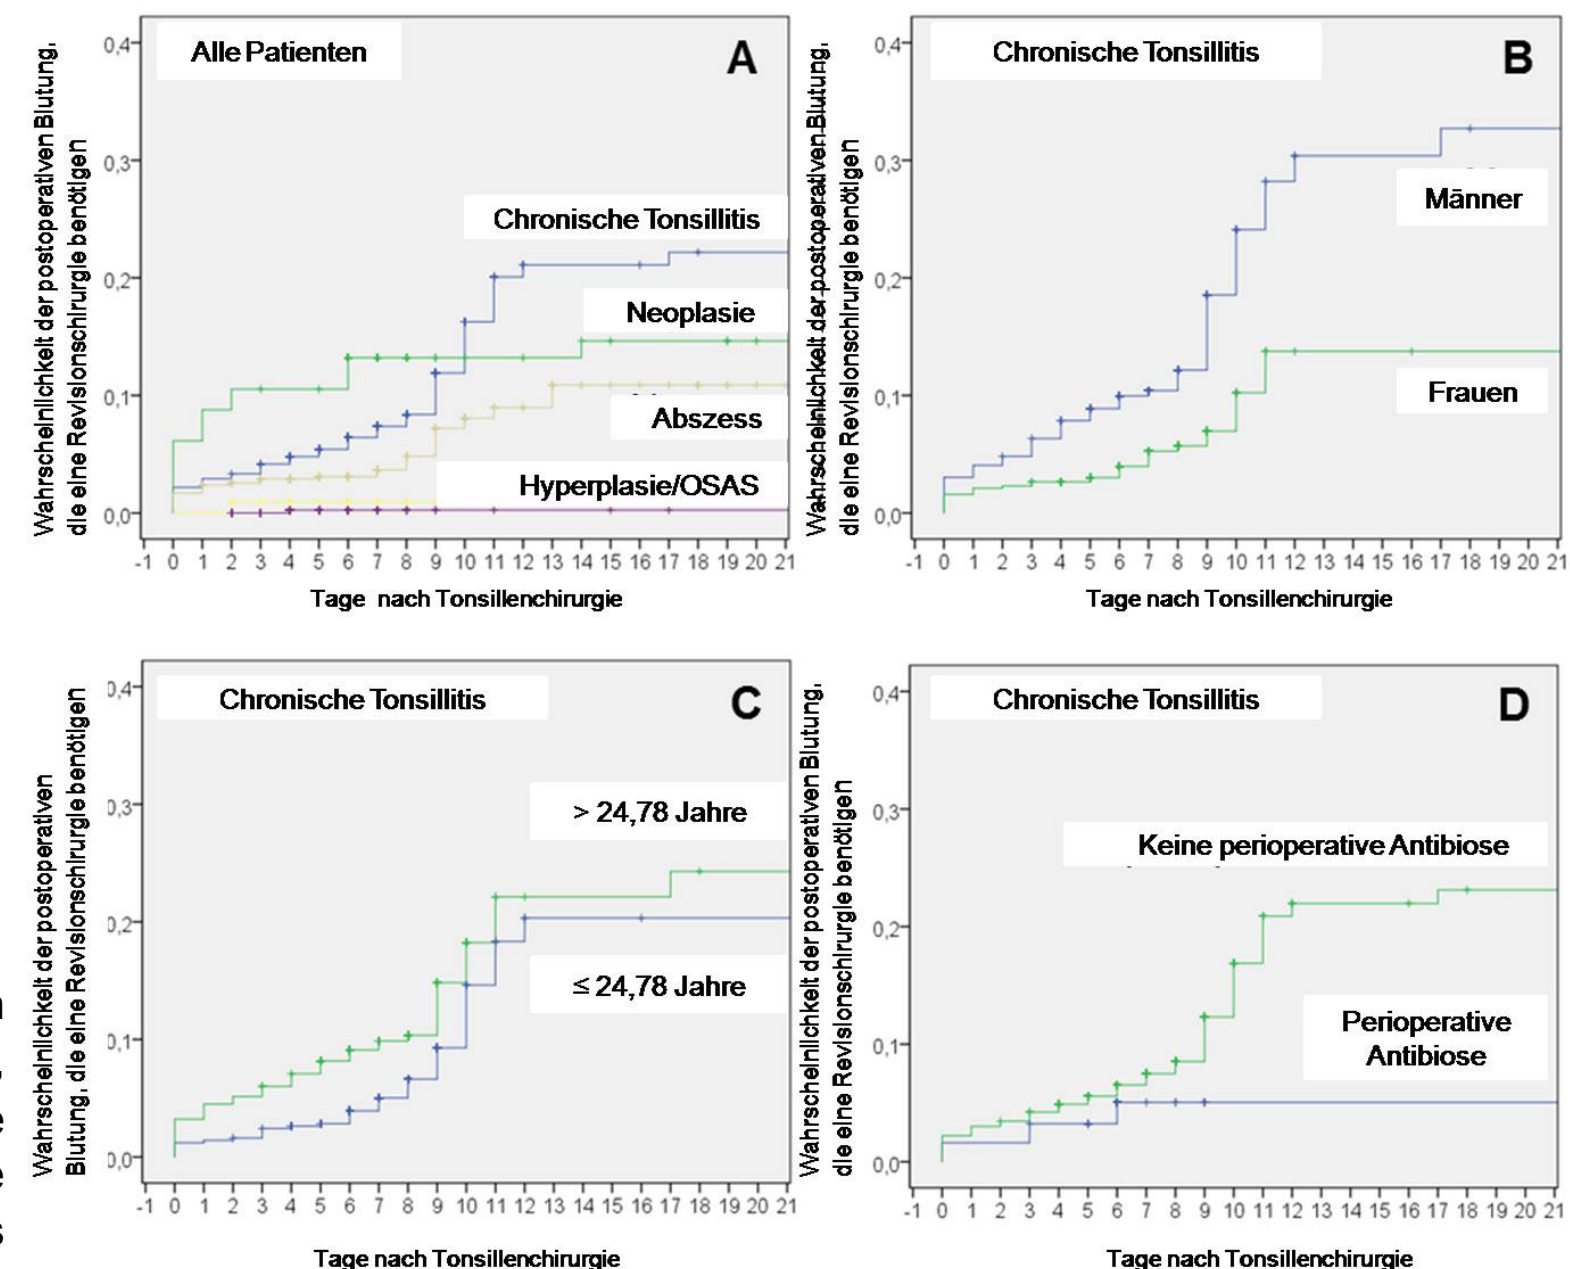 Alle Patienten
A
Wahrscheinlichkeit der postoperativen Blutung,
die eine Revisionschirurgie benötigen
0,4
0,3
0,2
0,1
0,0
Chronische Tonsillitis
Neoplasie
Abszess
Hyperplasie/OSAS
-1 0 1 2 3 4 5 6 7 8 9 10 11 12 13 14 15 16 17 18 19 20 21
Tage nach Tonsillenchirurgie
Chronische Tonsillitis
B
Wahrscheinlichkeit der postoperativen Blutung,
die eine Revisionschirurgie benötigen
0,4
0,3
0,2
0,1
0,0
Männer
Frauen
-1 0 1 2 3 4 5 6 7 8 9 10 11 12 13 14 15 16 17 18 19 20 21
Tage nach Tonsillenchirurgie
Chronische Tonsillitis
C
Wahrscheinlichkeit der postoperativen
Blutung, die eine Revisionschirurgie benötigen
0,4
0,3
0,2
0,1
0,0
> 24,78 Jahre
≤ 24,78 Jahre
-1 0 1 2 3 4 5 6 7 8 9 10 11 12 13 14 15 16 17 18 19 20 21
Tage nach Tonsillenchirurgie
Chronische Tonsillitis
D
Wahrscheinlichkeit der postoperativen Blutung,
die eine Revisionschirurgie benötigen
0,4
0,3
0,2
0,1
0,0
Keine perioperative Antibiose
Perioperative
Antibiose
-1 0 1 2 3 4 5 6 7 8 9 10 11 12 13 14 15 16 17 18 19 20 21
Tage nach Tonsillenchirurgie